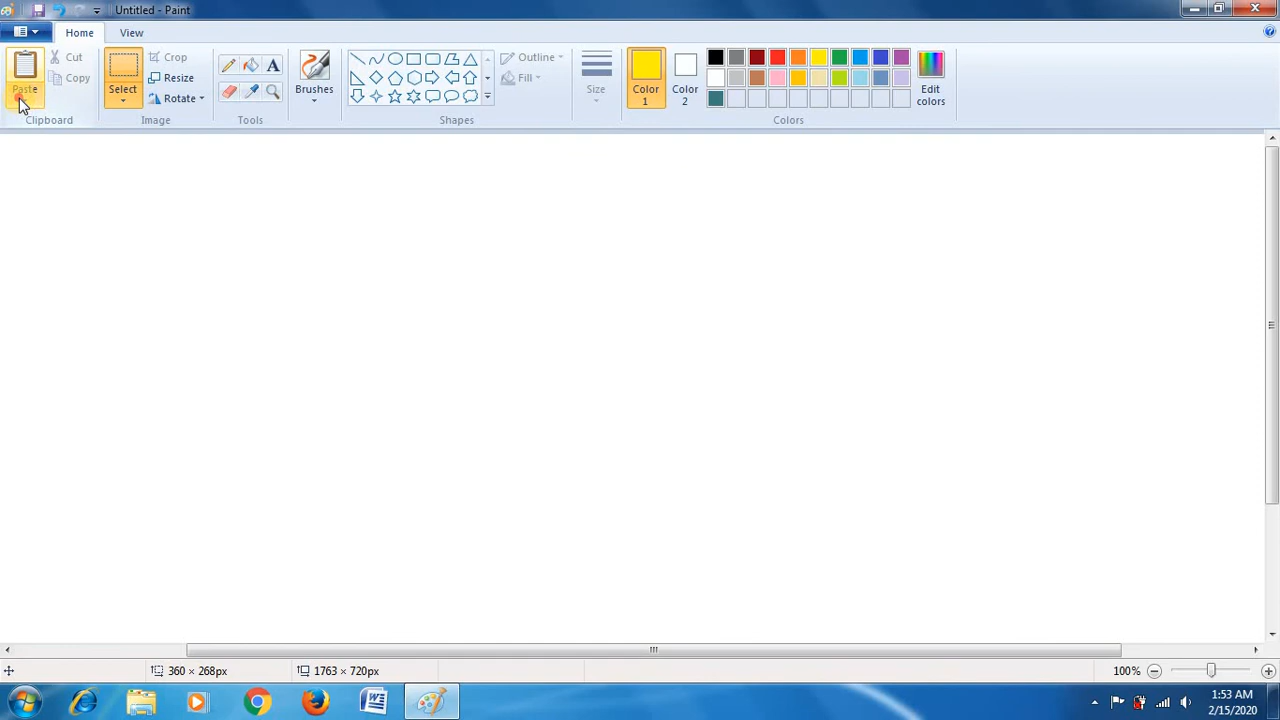 Untitled - Paint
Home View
Paste Cut Copy Select Crop Resize Rotate A Brushes Outline Fill Size Color 1 Color 2 Edit colors
Clipboard Image Tools Shapes Colors
360 × 268px 1763 × 720px 100%
1:53 AM
2/15/2020